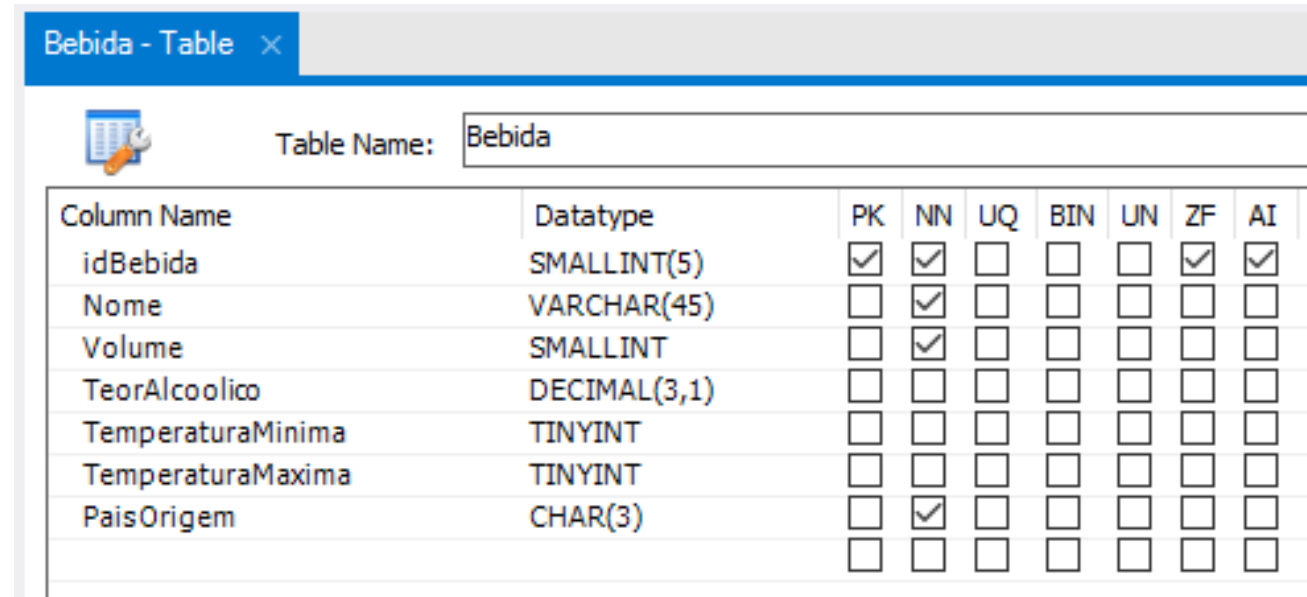 Bebida - Table ×
Table Name: Bebida
Column Name Datatype PK NN UQ BIN UN ZF AI
idBebida SMALLINT(5)
Nome VARCHAR(45)
Volume SMALLINT
TeorAlcoolico DECIMAL(3,1)
TemperaturaMinima TINYINT
TemperaturaMaxima TINYINT
PaisOrigem CHAR(3)